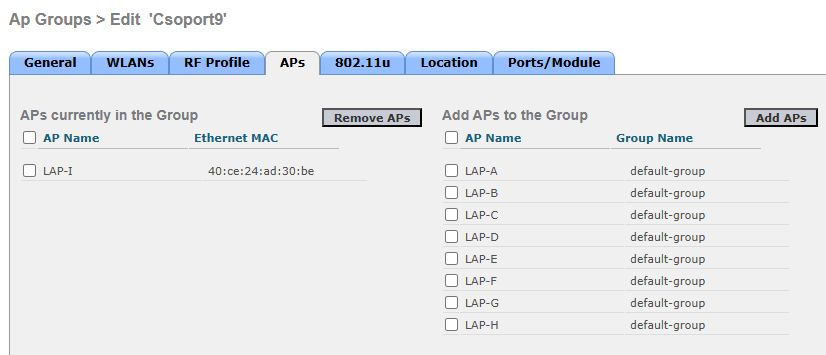 Ap Groups > Edit 'Csoport9'
General WLANs RF Profile APs 802.11u Location Ports/Module
APs currently in the Group Remove APs
AP Name Ethernet MAC
LAP-I 40:ce:24:ad:30:be
Add APs to the Group Add APs
AP Name Group Name
LAP-A default-group
LAP-B default-group
LAP-C default-group
LAP-D default-group
LAP-E default-group
LAP-F default-group
LAP-G default-group
LAP-H default-group